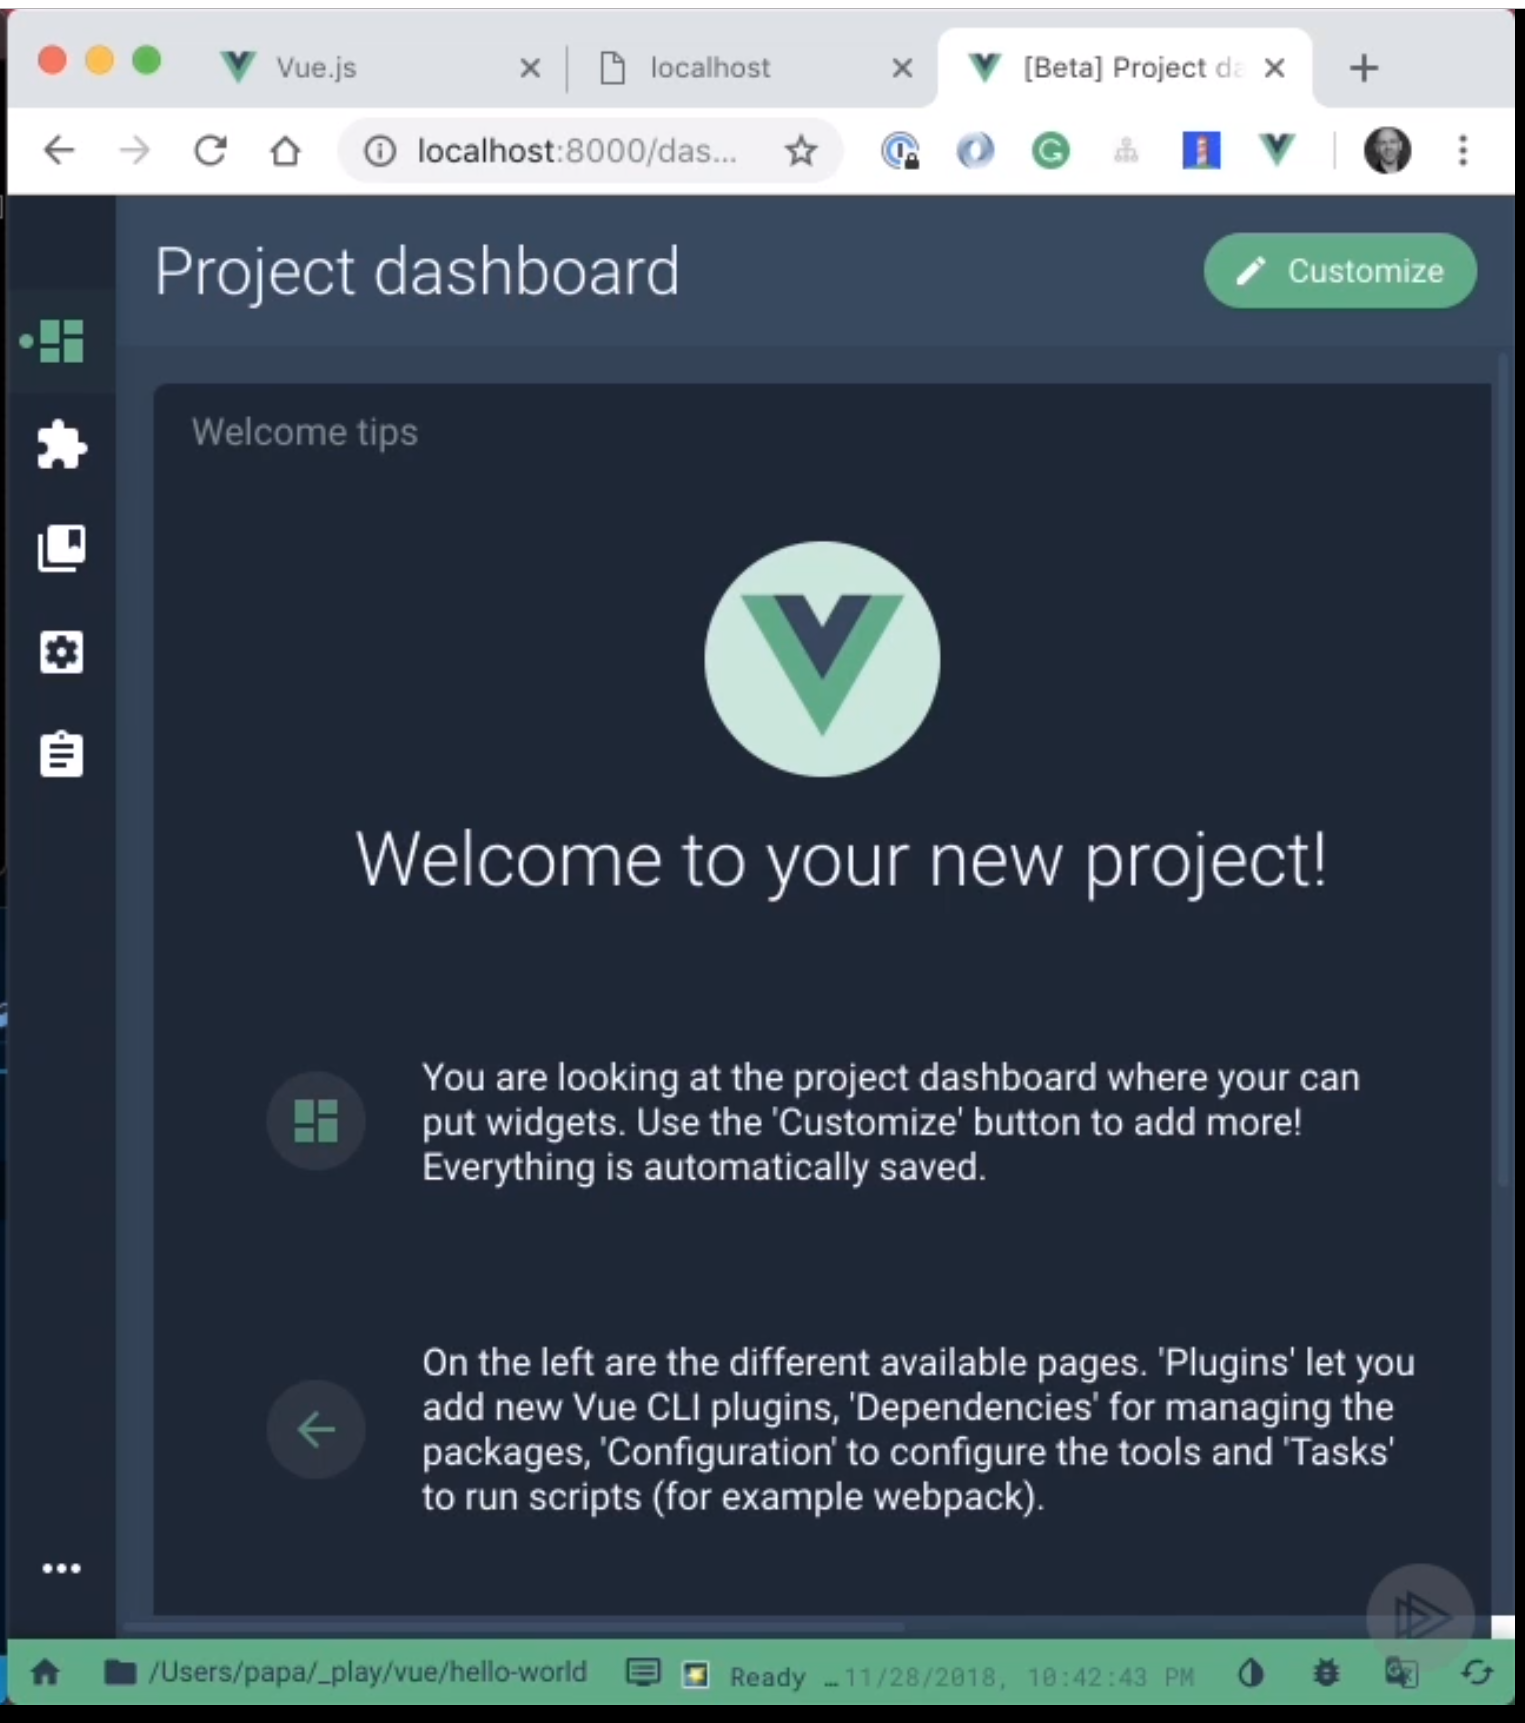 Vue.js
localhost
[Beta] Project da
localhost:8000/das...
Project dashboard
Customize
Welcome tips
Welcome to your new project!
You are looking at the project dashboard where your can
put widgets. Use the 'Customize' button to add more!
Everything is automatically saved.
On the left are the different available pages. 'Plugins' let you
add new Vue CLI plugins, 'Dependencies' for managing the
packages, 'Configuration' to configure the tools and 'Tasks'
to run scripts (for example webpack).
/Users/papa/_play/vue/hello-world
Ready …11/28/2018, 10:42:43 PM